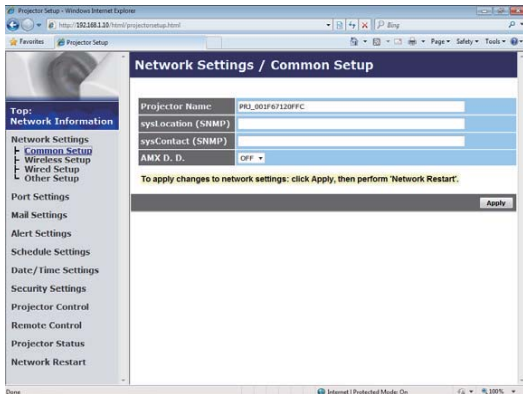 Projector Setup - Windows Internet Explorer
http://192.168.1.10/html/projectorsetup.html
Bing
Favorites Projector Setup Page Safety Tools
Network Settings / Common Setup
Top:
Network Information
Network Settings
Common Setup
Wireless Setup
Wired Setup
Other Setup
Port Settings
Mail Settings
Alert Settings
Schedule Settings
Date/Time Settings
Security Settings
Projector Control
Remote Control
Projector Status
Network Restart
Projector Name PRJ_001F67120FFC
sysLocation (SNMP)
sysContact (SNMP)
AMX D. D. OFF
To apply changes to network settings: click Apply, then perform 'Network Restart'.
Apply
Done Internet | Protected Mode: On 100%